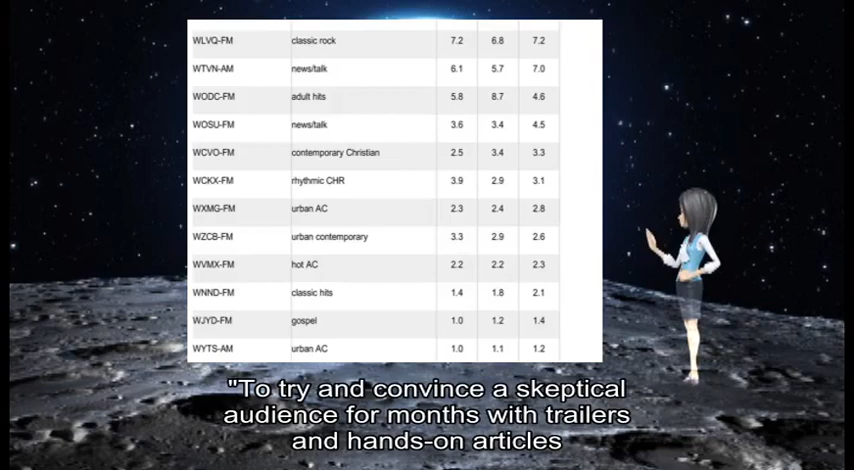 WLVQ-FM classic rock 7.2 6.8 7.2
WTVN-AM news/talk 6.1 5.7 7.0
WODC-FM adult hits 5.8 8.7 4.6
WOSU-FM news/talk 3.6 3.4 4.5
WCVO-FM contemporary Christian 2.5 3.4 3.3
WCKX-FM rhythmic CHR 3.9 2.9 3.1
WXMG-FM urban AC 2.3 2.4 2.8
WZCB-FM urban contemporary 3.3 2.9 2.6
WVMX-FM hot AC 2.2 2.2 2.3
WNND-FM classic hits 1.4 1.8 2.1
WJYD-FM gospel 1.0 1.2 1.4
WYTS-AM urban AC 1.0 1.1 1.2
"To try and convince a skeptical
audience for months with trailers
and hands-on articles